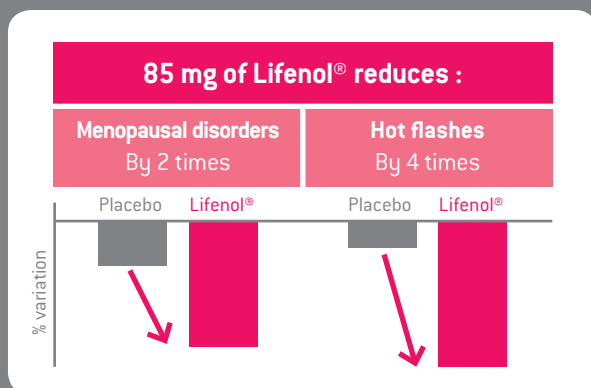 85 mg of Lifenol® reduces :
Menopausal disorders
By 2 times
Hot flashes
By 4 times
Placebo Lifenol® Placebo Lifenol®
% variation